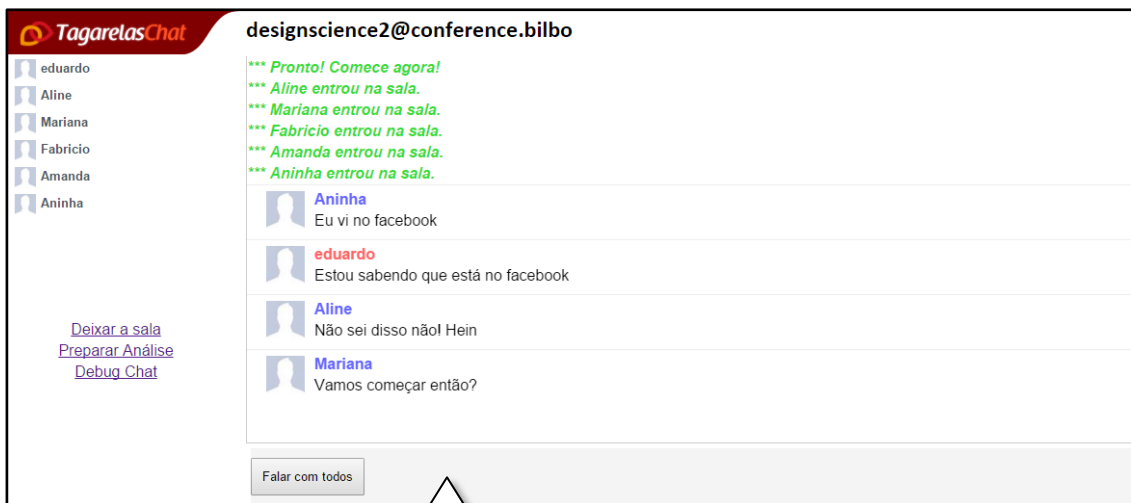 TagarelasChat
designscience2@conference.bilbo
eduardo
Aline
Mariana
Fabricio
Amanda
Aninha
Deixar a sala
Preparar Análise
Debug Chat
*** Pronto! Comece agora!
*** Aline entrou na sala.
*** Mariana entrou na sala.
*** Fabricio entrou na sala.
*** Amanda entrou na sala.
*** Aninha entrou na sala.
Aninha
Eu vi no facebook
eduardo
Estou sabendo que está no facebook
Aline
Não sei disso não! Hein
Mariana
Vamos começar então?
Falar com todos